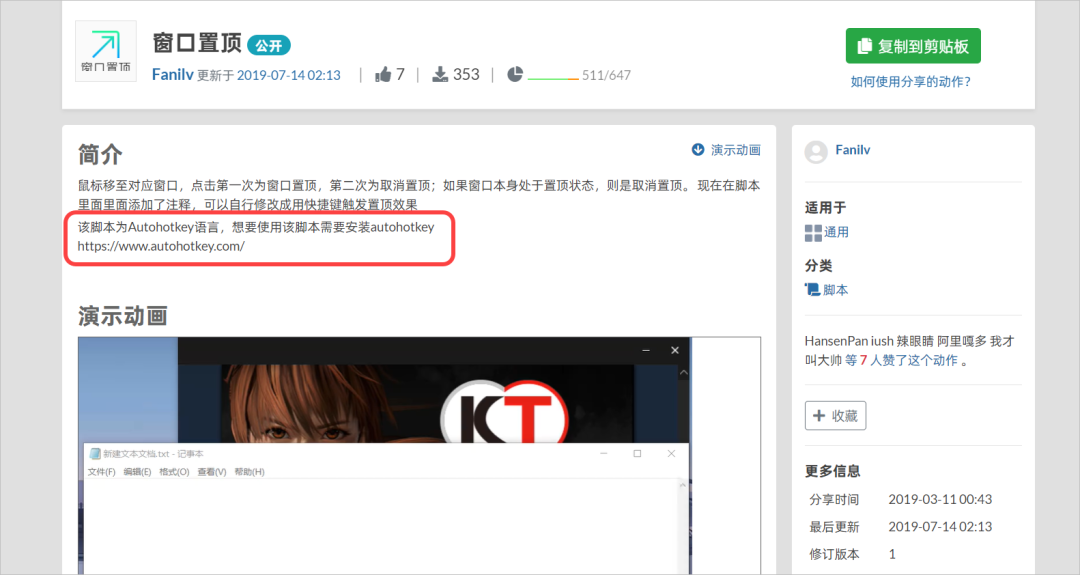 窗口置顶
窗口置顶 公开
Fanilv 更新于 2019-07-14 02:13 | 7 | 353 | 511/647
复制到剪贴板
如何使用分享的动作?
简介
演示动画
鼠标移至对应窗口，点击第一次为窗口置顶，第二次为取消置顶；如果窗口本身处于置顶状态，则是取消置顶。 现在在脚本
里面里面添加了注释，可以自行修改成用快捷键触发置顶效果
该脚本为Autohotkey语言，想要使用该脚本需要安装autohotkey
https://www.autohotkey.com/
演示动画
KT
新建文本文档.txt - 记事本
文件(F) 编辑(E) 格式(O) 查看(V) 帮助(H)
Fanilv
适用于
通用
分类
脚本
HansenPan iush 辣眼睛 阿里嘎多 我才
叫大帅 等 7 人赞了这个动作 。
+ 收藏
更多信息
分享时间 2019-03-11 00:43
最后更新 2019-07-14 02:13
修订版本 1